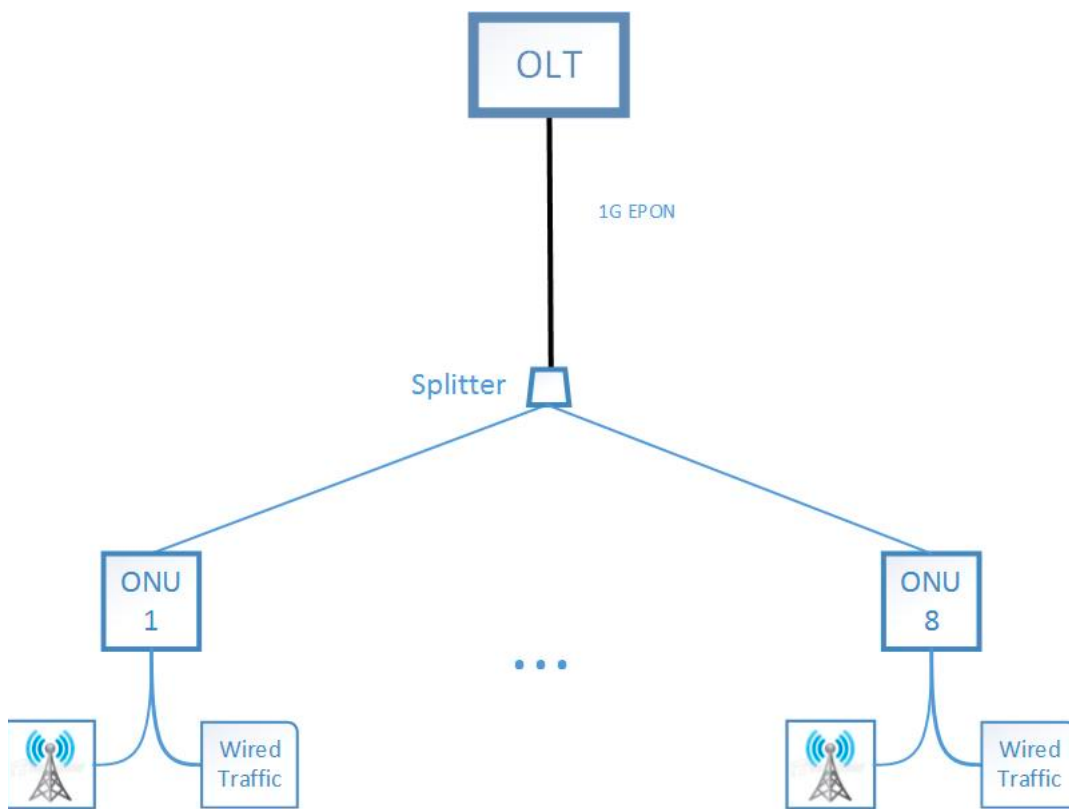 OLT
1G EPON
Splitter
ONU
1
ONU
8
...
Wired
Traffic
Wired
Traffic